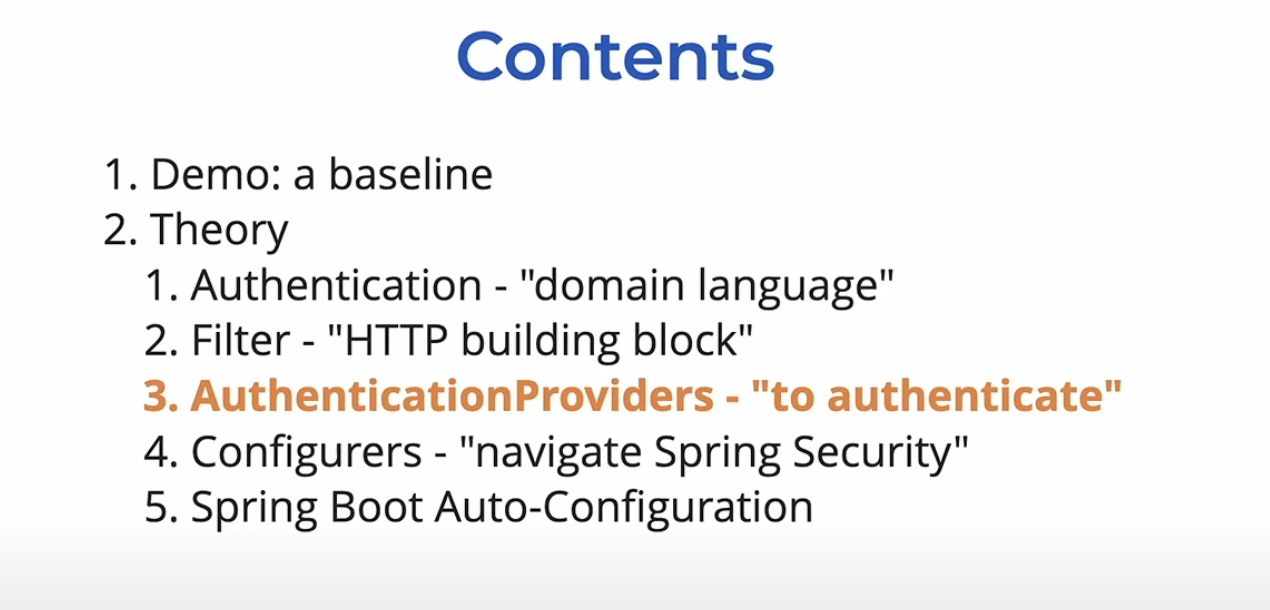 Contents
1. Demo: a baseline
2. Theory
1. Authentication - "domain language"
2. Filter - "HTTP building block"
3. AuthenticationProviders - "to authenticate"
4. Configurers - "navigate Spring Security"
5. Spring Boot Auto-Configuration